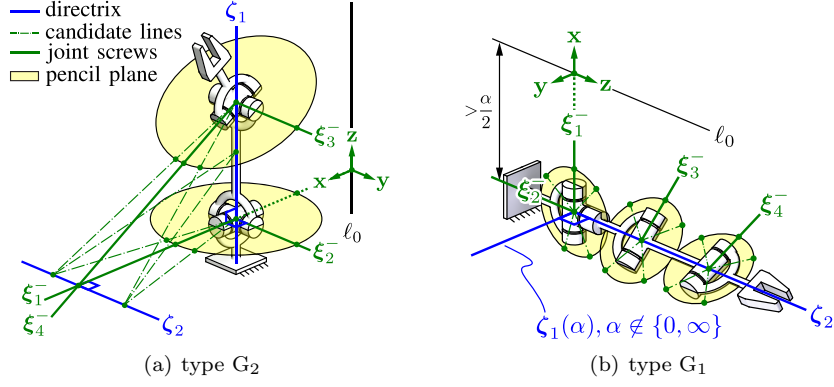 directrix
candidate lines
joint screws
pencil plane
ζ₁
ξ₃⁻
z
x
y
ξ₂⁻
ℓ₀
ξ₁⁻
ξ₄⁻
ζ₂
(a) type G₂
x
y
z
> α/2
ℓ₀
ξ₁⁻
ξ₂⁻
ξ₃⁻
ξ₄⁻
ζ₂
ζ₁(α), α ∉ {0, ∞}
(b) type G₁